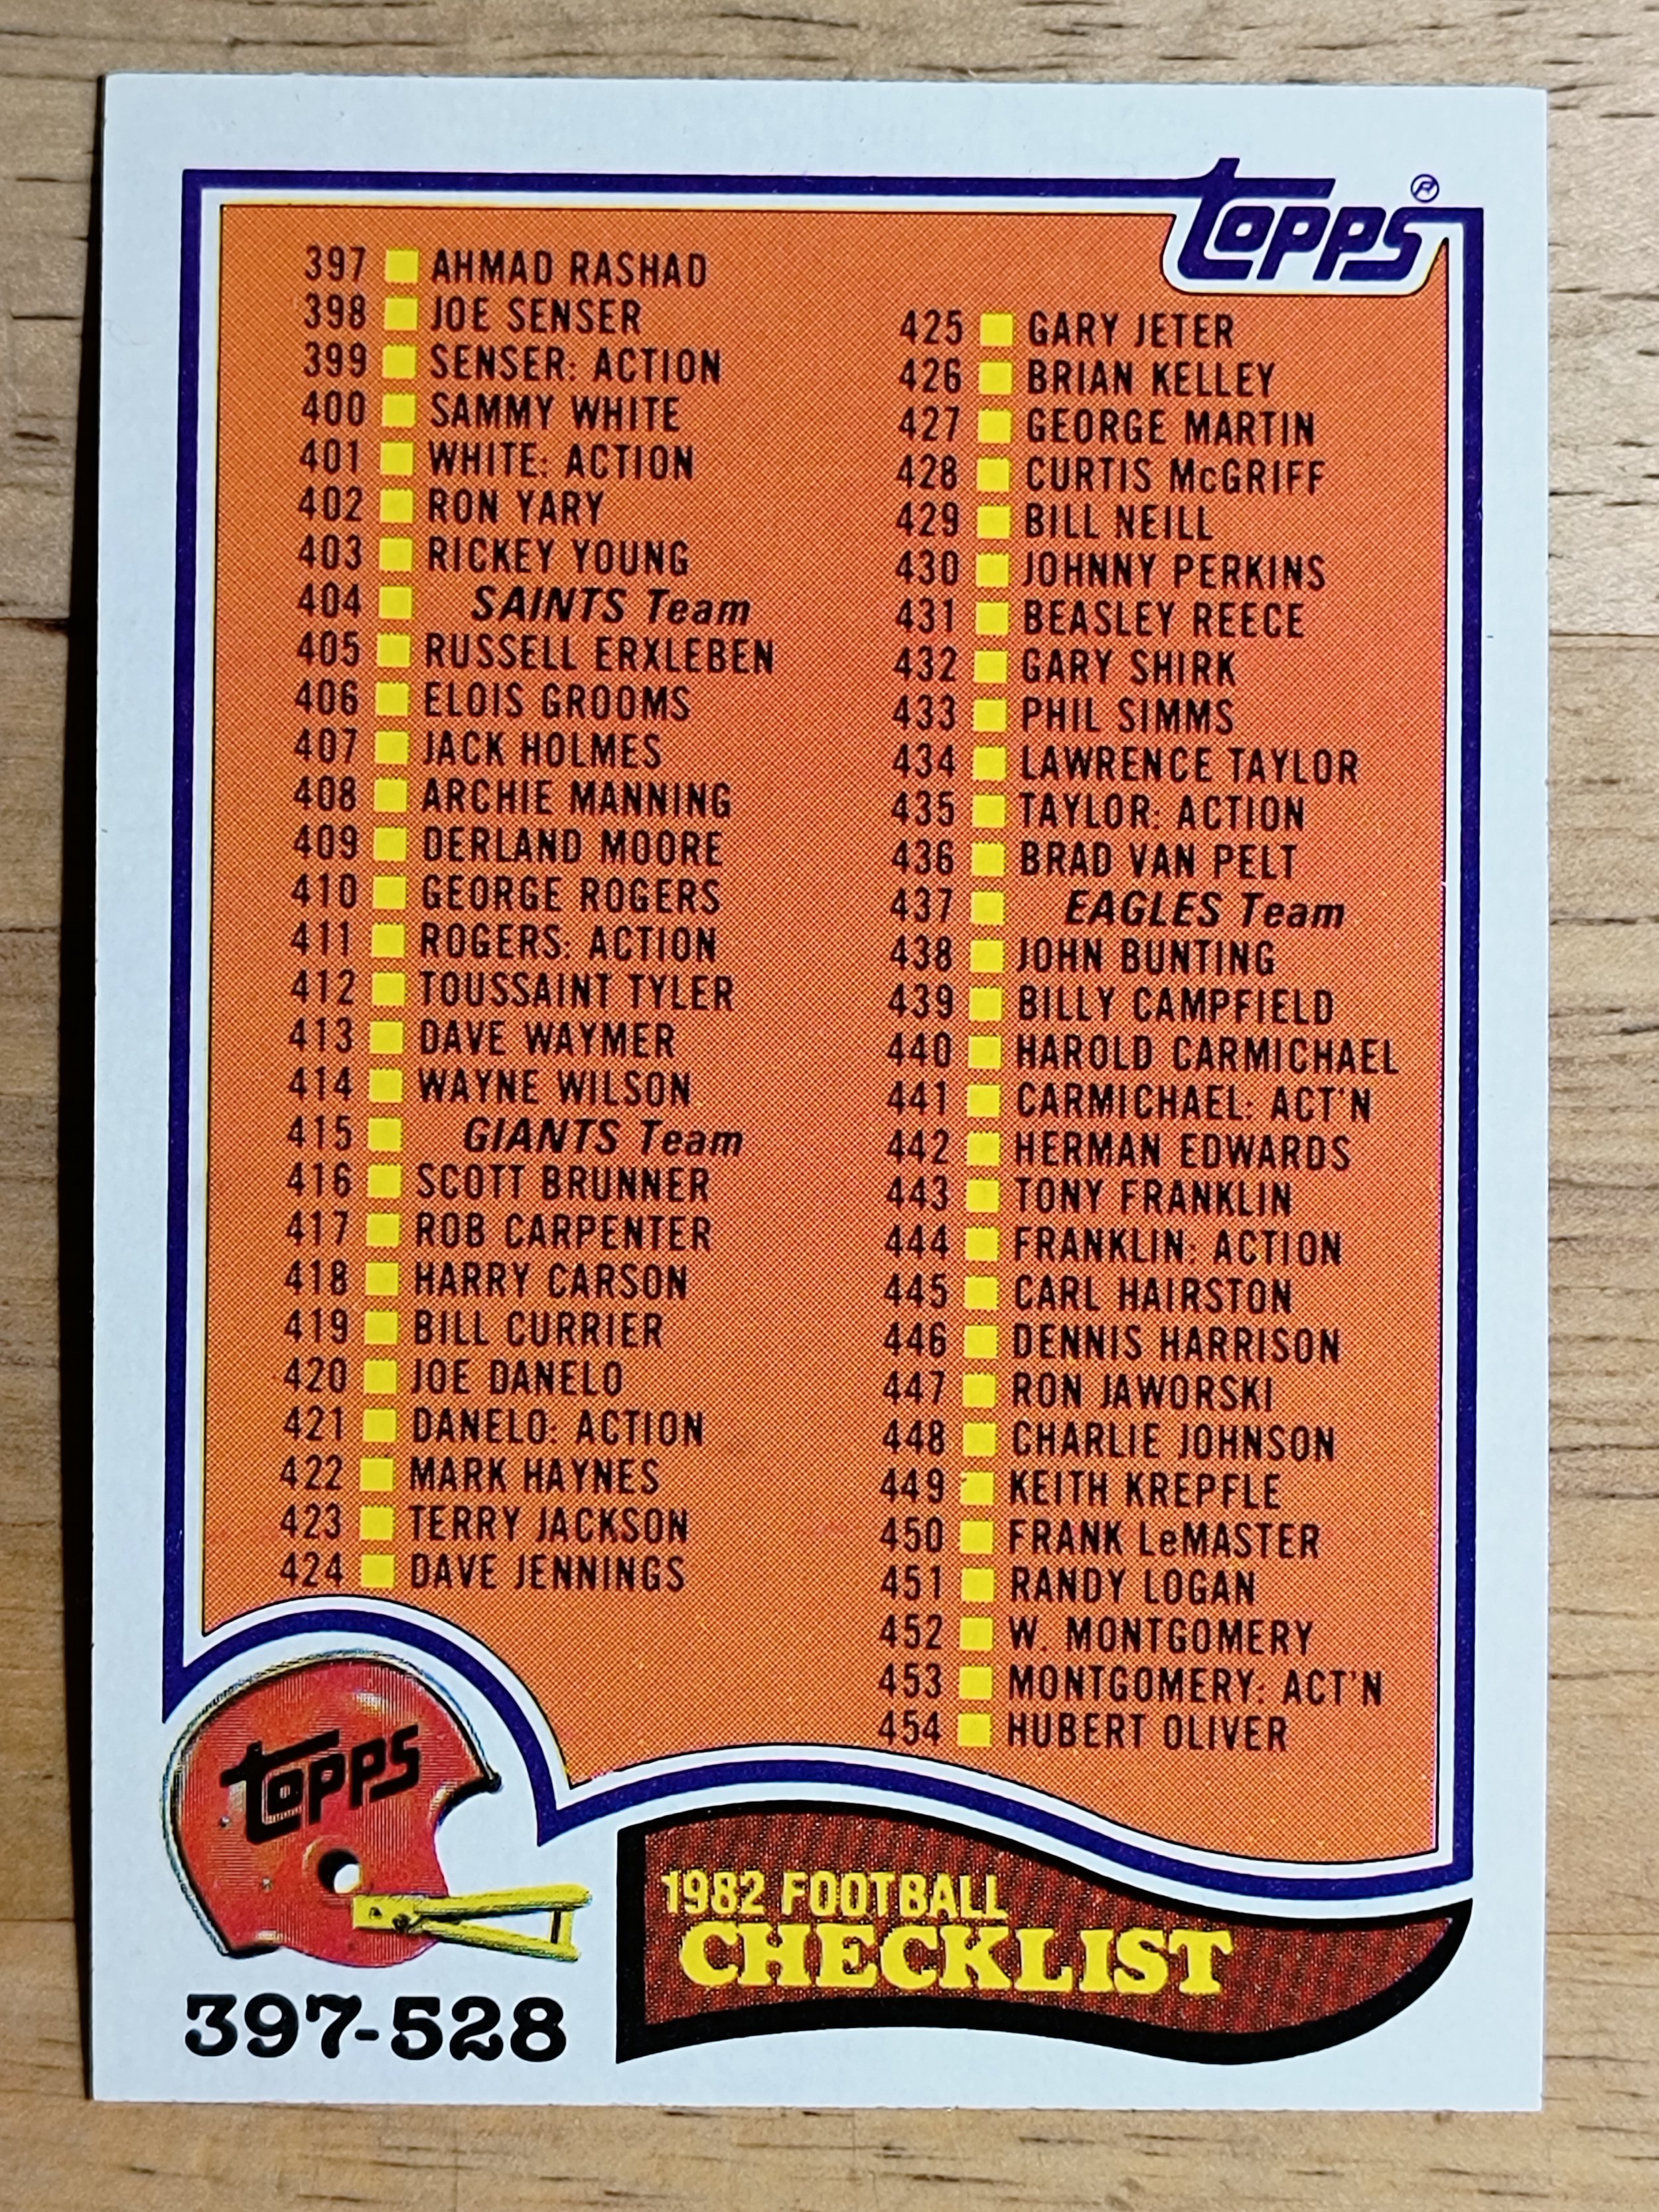 topps®
397 AHMAD RASHAD
398 JOE SENSER
399 SENSER: ACTION
400 SAMMY WHITE
401 WHITE: ACTION
402 RON YARY
403 RICKEY YOUNG
404 SAINTS Team
405 RUSSELL ERXLEBEN
406 ELOIS GROOMS
407 JACK HOLMES
408 ARCHIE MANNING
409 DERLAND MOORE
410 GEORGE ROGERS
411 ROGERS: ACTION
412 TOUSSAINT TYLER
413 DAVE WAYMER
414 WAYNE WILSON
415 GIANTS Team
416 SCOTT BRUNNER
417 ROB CARPENTER
418 HARRY CARSON
419 BILL CURRIER
420 JOE DANELO
421 DANELO: ACTION
422 MARK HAYNES
423 TERRY JACKSON
424 DAVE JENNINGS
425 GARY JETER
426 BRIAN KELLEY
427 GEORGE MARTIN
428 CURTIS McGRIFF
429 BILL NEILL
430 JOHNNY PERKINS
431 BEASLEY REECE
432 GARY SHIRK
433 PHIL SIMMS
434 LAWRENCE TAYLOR
435 TAYLOR: ACTION
436 BRAD VAN PELT
437 EAGLES Team
438 JOHN BUNTING
439 BILLY CAMPFIELD
440 HAROLD CARMICHAEL
441 CARMICHAEL: ACT'N
442 HERMAN EDWARDS
443 TONY FRANKLIN
444 FRANKLIN: ACTION
445 CARL HAIRSTON
446 DENNIS HARRISON
447 RON JAWORSKI
448 CHARLIE JOHNSON
449 KEITH KREPFLE
450 FRANK LeMASTER
451 RANDY LOGAN
452 W. MONTGOMERY
453 MONTGOMERY: ACT'N
454 HUBERT OLIVER
topps
397-528
1982 FOOTBALL
CHECKLIST